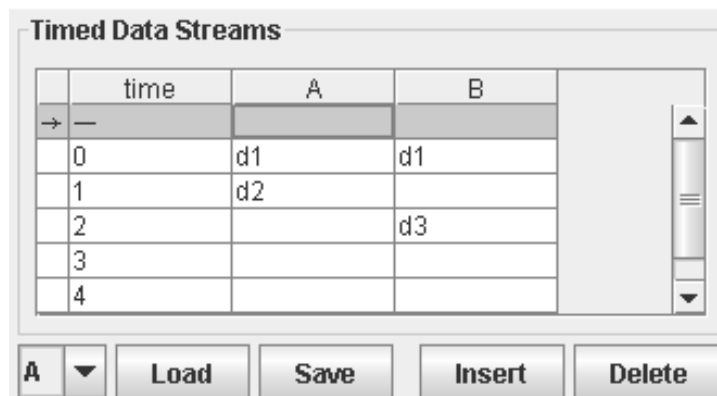 Timed Data Streams
time A B
→ —
0 d1 d1
1 d2
2 d3
3
4
A Load Save Insert Delete